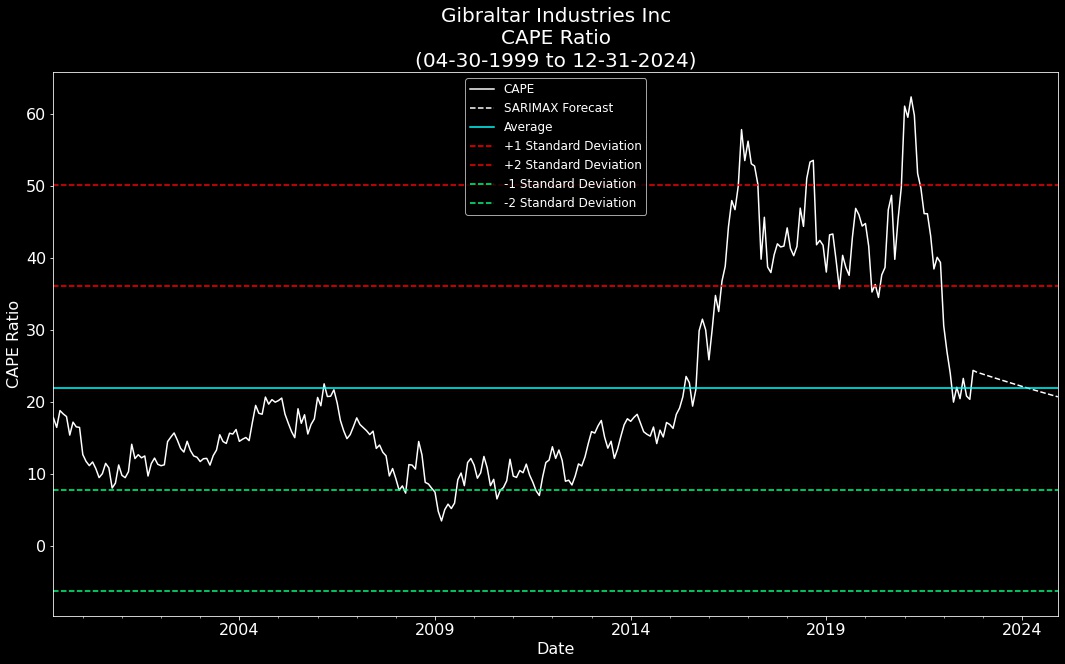 Gibraltar Industries Inc
CAPE Ratio
(04-30-1999 to 12-31-2024)
CAPE
SARIMAX Forecast
Average
+1 Standard Deviation
+2 Standard Deviation
-1 Standard Deviation
-2 Standard Deviation
CAPE Ratio
60
50
40
30
20
10
0
2004
2009
2014
2019
2024
Date